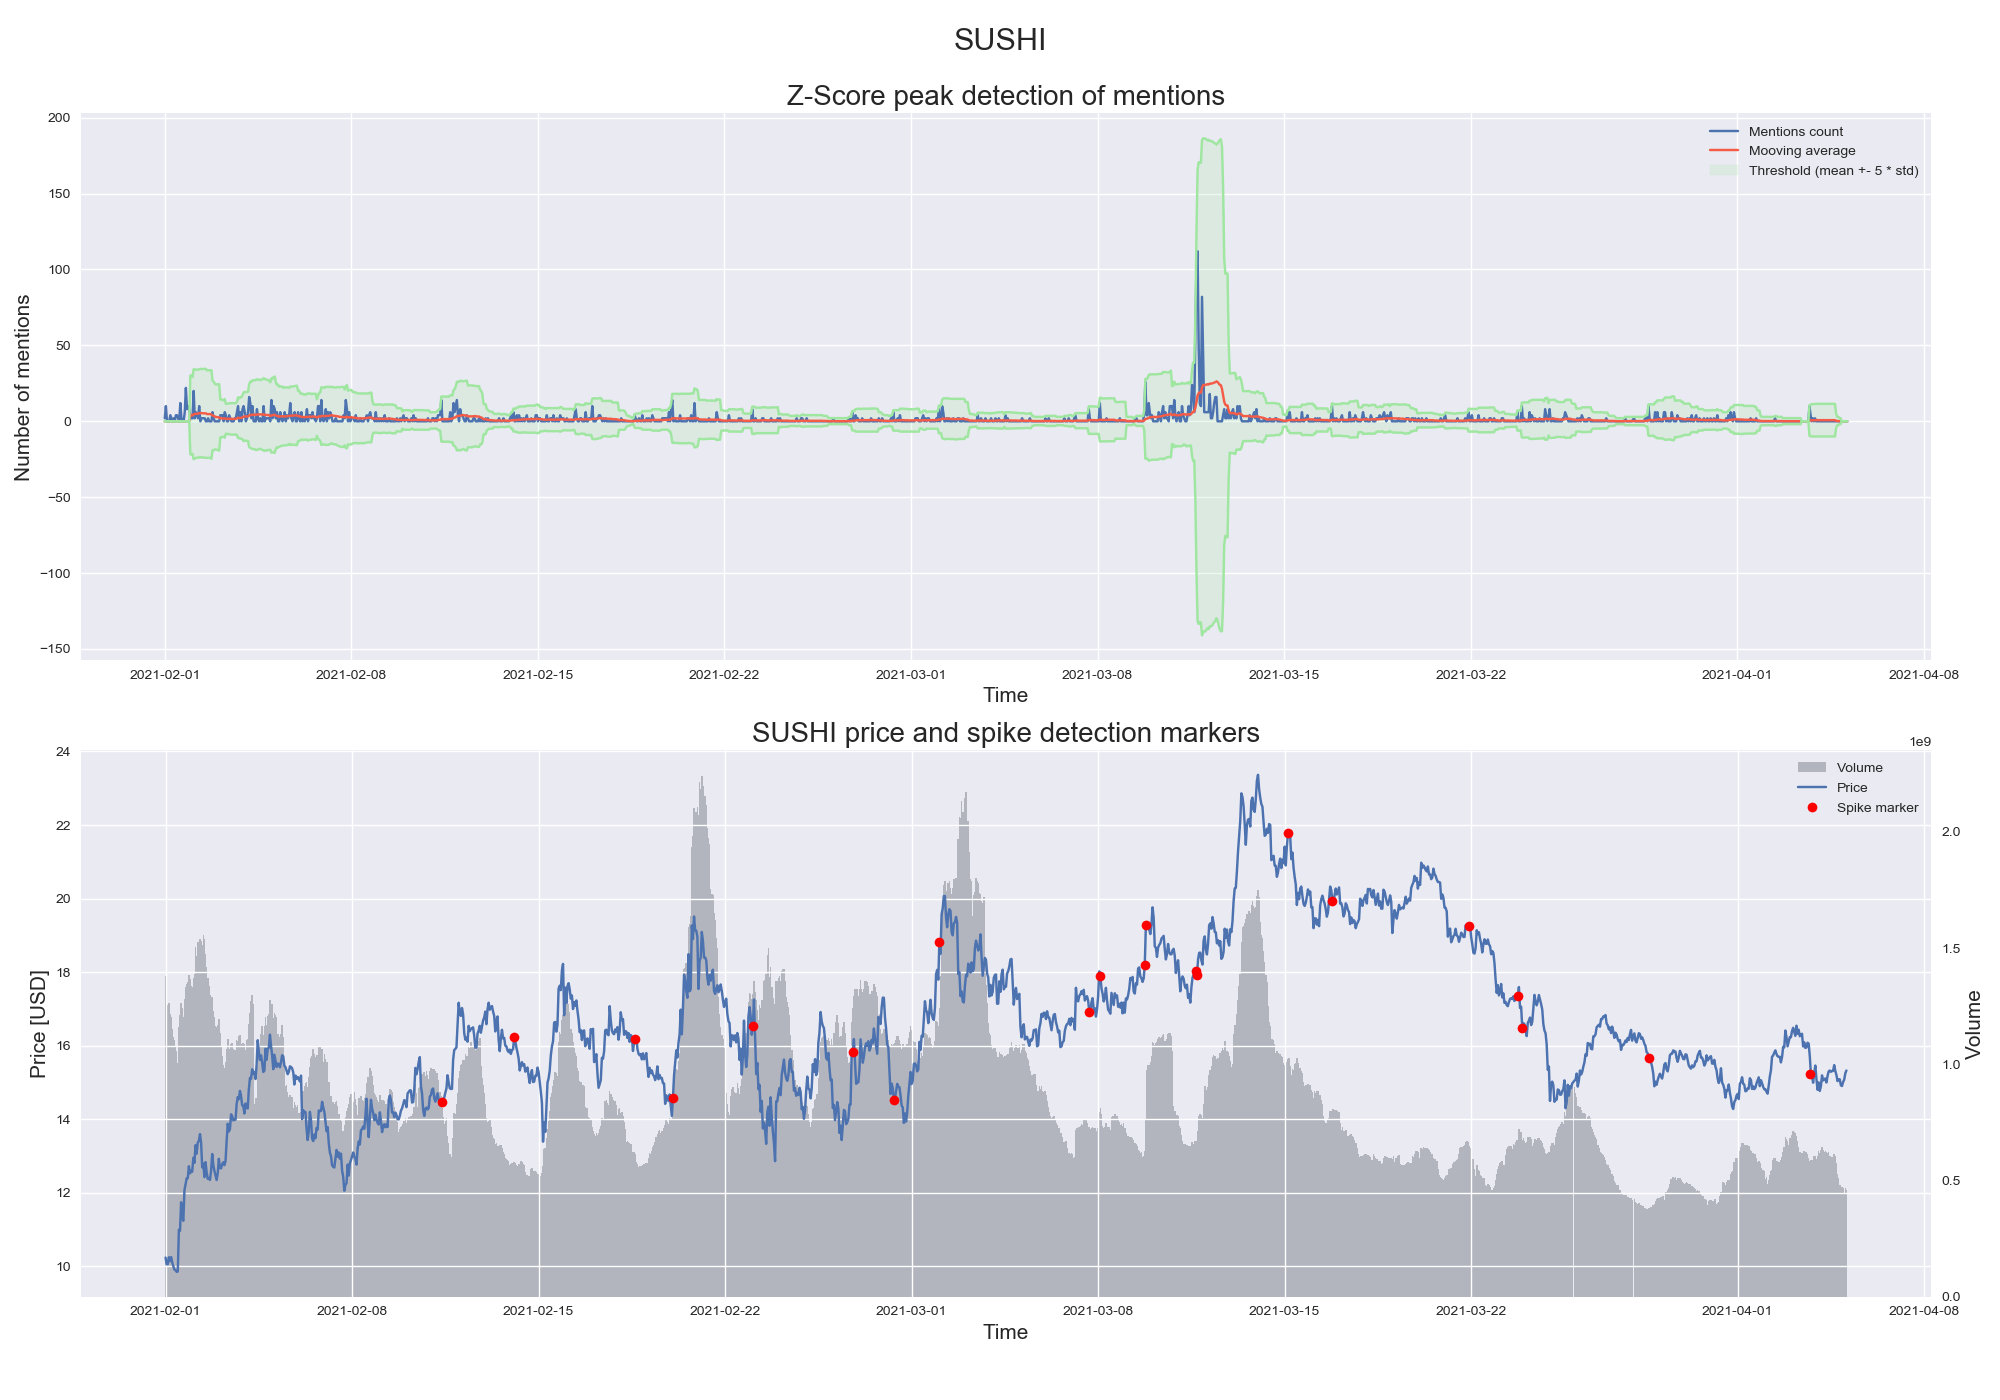 SUSHI
Z-Score peak detection of mentions
200
150
100
50
0
−50
−100
−150
Number of mentions
Mentions count
Mooving average
Threshold (mean +- 5 * std)
2021-02-01 2021-02-08 2021-02-15 2021-02-22 2021-03-01 2021-03-08 2021-03-15 2021-03-22 2021-04-01 2021-04-08
Time
SUSHI price and spike detection markers
1e9
24
22
20
18
16
14
12
10
Price [USD]
Volume
Price
Spike marker
2.0
1.5
1.0
0.5
0.0
Volume
2021-02-01 2021-02-08 2021-02-15 2021-02-22 2021-03-01 2021-03-08 2021-03-15 2021-03-22 2021-04-01 2021-04-08
Time